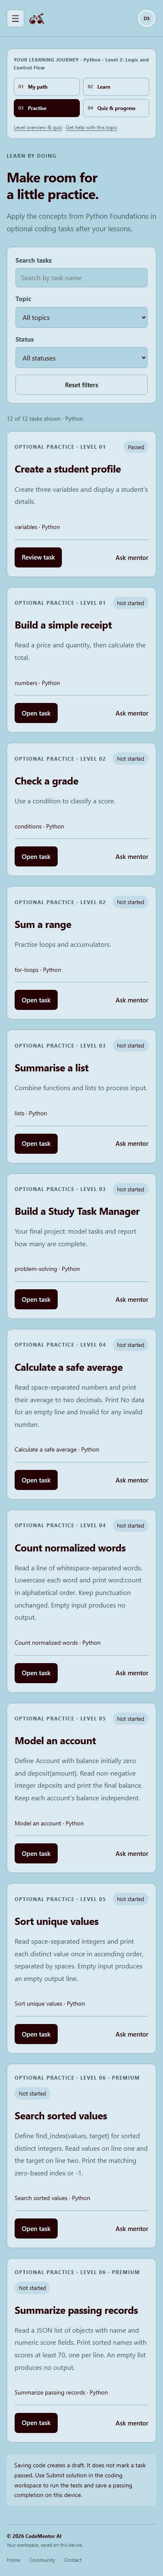 ☰
DS
YOUR LEARNING JOURNEY · Python · Level 2: Logic and
Control Flow
01 My path
02 Learn
03 Practise
04 Quiz & progress
Level overview & quiz · Get help with this topic
LEARN BY DOING
Make room for
a little practice.
Apply the concepts from Python Foundations in
optional coding tasks after your lessons.
Search tasks
Search by task name
Topic
All topics
Status
All statuses
Reset filters
12 of 12 tasks shown · Python
OPTIONAL PRACTICE · LEVEL 01
Passed
Create a student profile
Create three variables and display a student's
details.
variables · Python
Review task
Ask mentor
OPTIONAL PRACTICE · LEVEL 01
Not started
Build a simple receipt
Read a price and quantity, then calculate the
total.
numbers · Python
Open task
Ask mentor
OPTIONAL PRACTICE · LEVEL 02
Not started
Check a grade
Use a condition to classify a score.
conditions · Python
Open task
Ask mentor
OPTIONAL PRACTICE · LEVEL 02
Not started
Sum a range
Practise loops and accumulators.
for-loops · Python
Open task
Ask mentor
OPTIONAL PRACTICE · LEVEL 03
Not started
Summarise a list
Combine functions and lists to process input.
lists · Python
Open task
Ask mentor
OPTIONAL PRACTICE · LEVEL 03
Not started
Build a Study Task Manager
Your final project: model tasks and report
how many are complete.
problem-solving · Python
Open task
Ask mentor
OPTIONAL PRACTICE · LEVEL 04
Not started
Calculate a safe average
Read space-separated numbers and print
their average to two decimals. Print No data
for an empty line and Invalid for any invalid
number.
Calculate a safe average · Python
Open task
Ask mentor
OPTIONAL PRACTICE · LEVEL 04
Not started
Count normalized words
Read a line of whitespace-separated words.
Lowercase each word and print word:count
in alphabetical order. Keep punctuation
unchanged. Empty input produces no
output.
Count normalized words · Python
Open task
Ask mentor
OPTIONAL PRACTICE · LEVEL 05
Not started
Model an account
Define Account with balance initially zero
and deposit(amount). Read non-negative
integer deposits and print the final balance.
Keep each account's balance independent.
Model an account · Python
Open task
Ask mentor
OPTIONAL PRACTICE · LEVEL 05
Not started
Sort unique values
Read space-separated integers and print
each distinct value once in ascending order,
separated by spaces. Empty input produces
an empty output line.
Sort unique values · Python
Open task
Ask mentor
OPTIONAL PRACTICE · LEVEL 06 · PREMIUM
Not started
Search sorted values
Define find_index(values, target) for sorted
distinct integers. Read values on line one and
the target on line two. Print the matching
zero-based index or -1.
Search sorted values · Python
Open task
Ask mentor
OPTIONAL PRACTICE · LEVEL 06 · PREMIUM
Not started
Summarize passing records
Read a JSON list of objects with name and
numeric score fields. Print sorted names with
scores at least 70, one per line. An empty list
produces no output.
Summarize passing records · Python
Open task
Ask mentor
Saving code creates a draft. It does not mark a task
passed. Use Submit solution in the coding
workspace to run the tests and save a passing
completion on this device.
© 2026 CodeMentor AI
Your workspace, saved on this device.
Home
Community
Contact